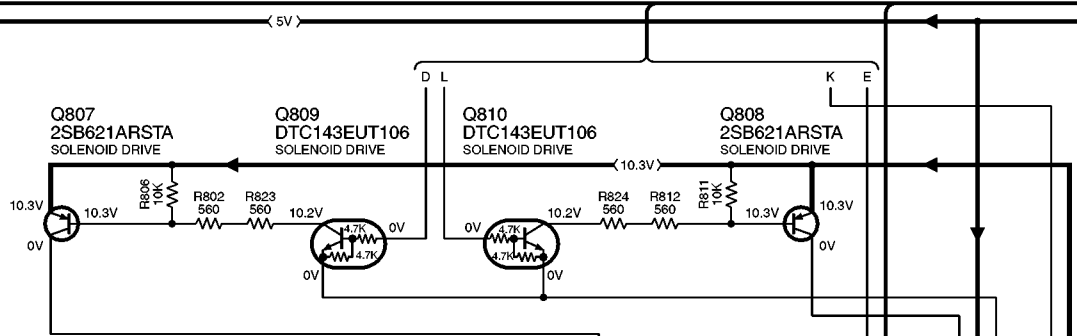 5V
D L K E
Q807
2SB621ARSTA
SOLENOID DRIVE
Q809
DTC143EUT106
SOLENOID DRIVE
Q810
DTC143EUT106
SOLENOID DRIVE
Q808
2SB621ARSTA
SOLENOID DRIVE
10.3V
R806
10K
R802
560
R823
560
R824
560
R812
560
R811
10K
10.3V
10.3V
0V
10.2V
4.7K
4.7K
0V
0V
0V
4.7K
4.7K
10.2V
0V
10.3V
10.3V
0V